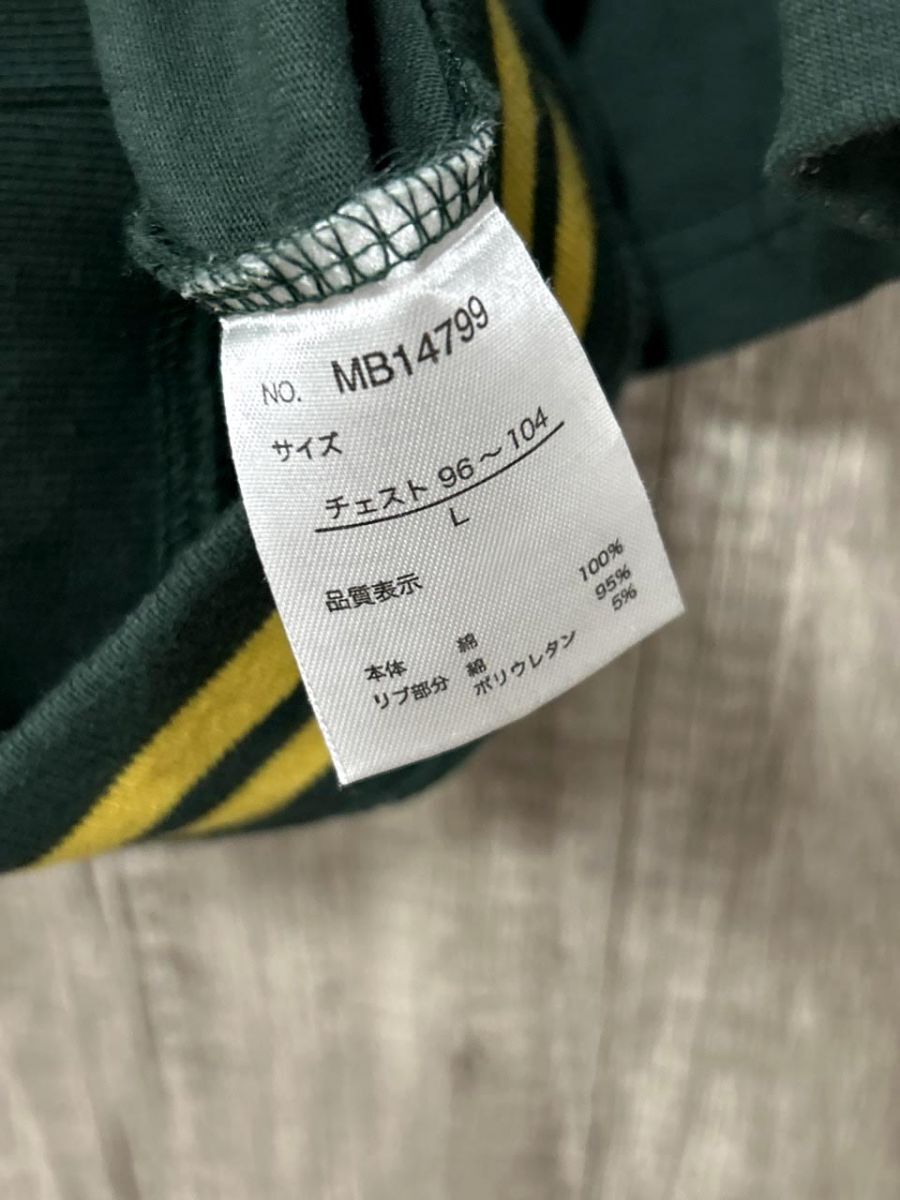 NO. MB14799
サイズ
チェスト 96～104
L
品質表示
本体 綿 100%
リブ部分 綿 95%
ポリウレタン 5%